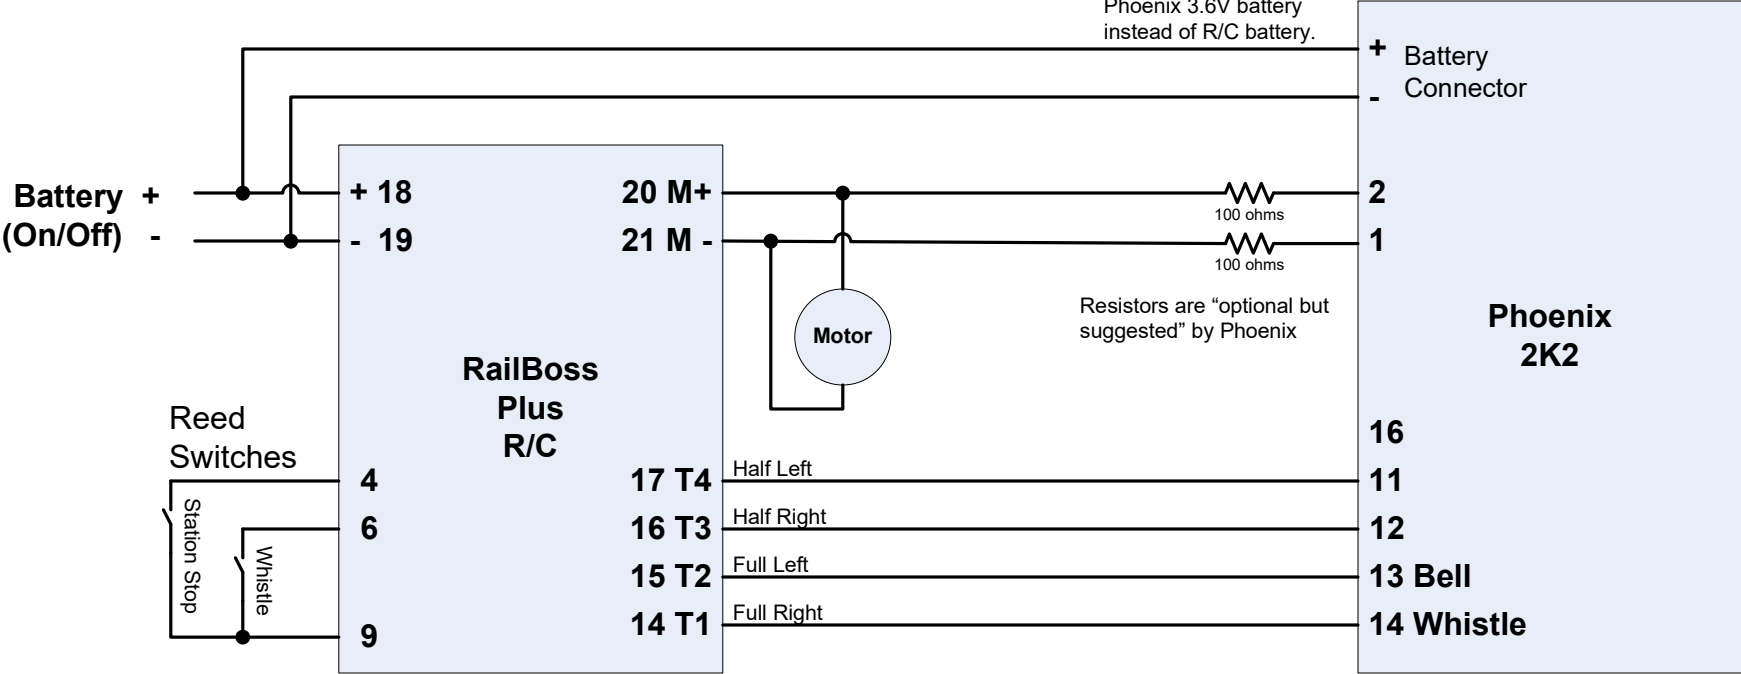 Phoenix 3.6V battery
instead of R/C battery.
+ Battery
- Connector
Battery +
(On/Off) -
+ 18
- 19
20 M+
21 M -
100 ohms
100 ohms
2
1
Resistors are “optional but
suggested” by Phoenix
Motor
Phoenix
2K2
RailBoss
Plus
R/C
Reed
Switches
Station Stop
Whistle
4
6
9
17 T4
16 T3
15 T2
14 T1
Half Left
Half Right
Full Left
Full Right
16
11
12
13 Bell
14 Whistle